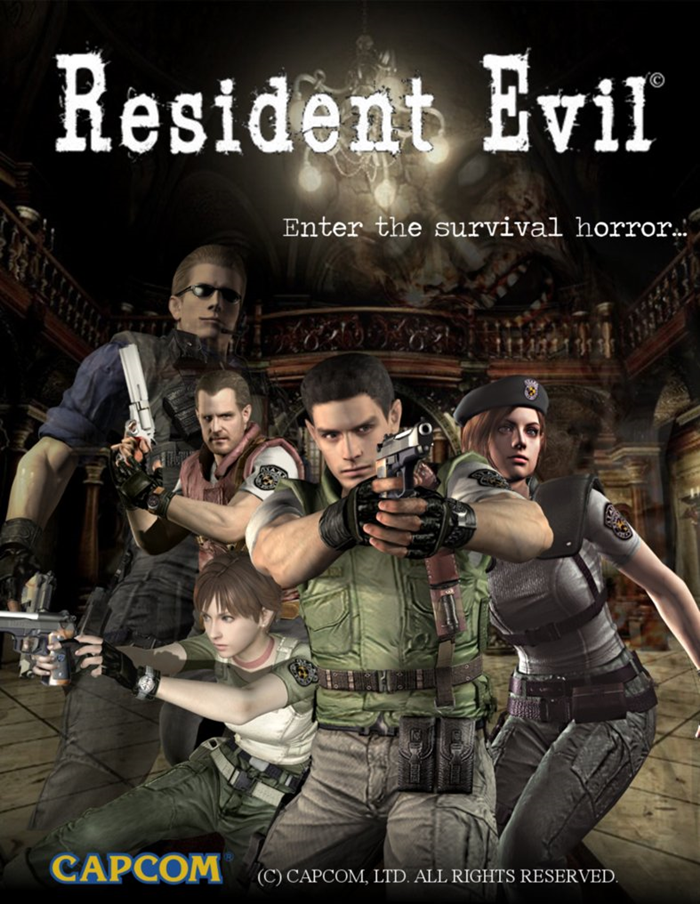 Resident Evil©
Enter the survival horror...
CAPCOM®
(C) CAPCOM, LTD. ALL RIGHTS RESERVED.